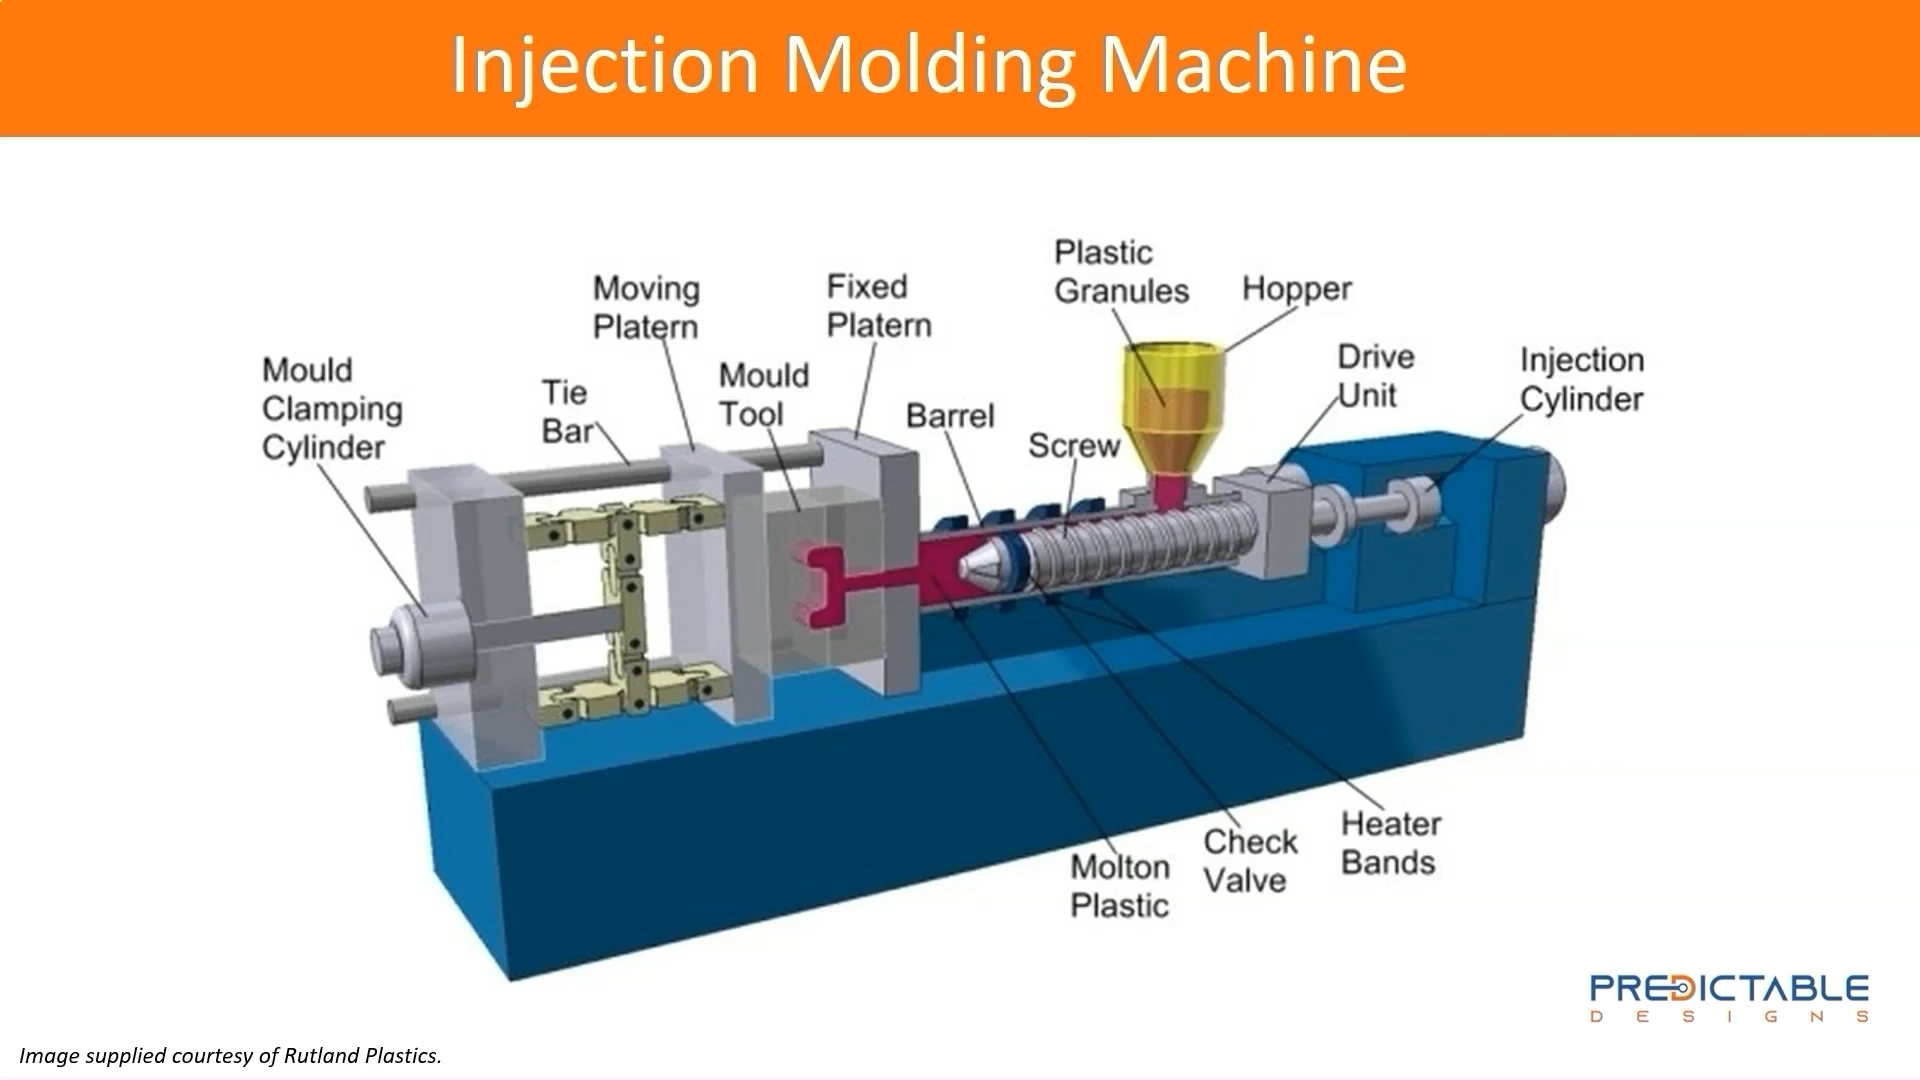 Injection Molding Machine
Plastic
Granules
Hopper
Moving
Platern
Fixed
Platern
Drive
Unit
Injection
Cylinder
Mould
Clamping
Cylinder
Tie
Bar
Mould
Tool
Barrel
Screw
Molton
Plastic
Check
Valve
Heater
Bands
PREDICTABLE
DESIGNS
Image supplied courtesy of Rutland Plastics.